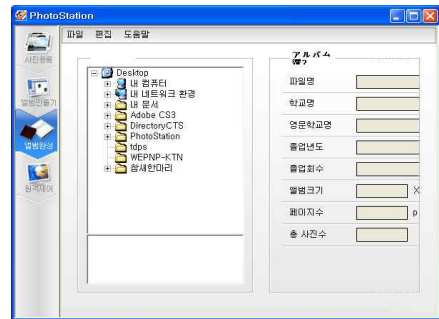 PhotoStation
파일 편집 도움말
사진등록
앨범만들기
앨범완성
원격제어
Desktop
내 컴퓨터
내 네트워크 환경
내 문서
Adobe CS3
DirectoryCTS
PhotoStation
tdps
WEPNP-KTN
참새한마리
アルバム
파일명
학교명
영문학교명
졸업년도
졸업회수
앨범크기 X
페이지수 p
총 사진수